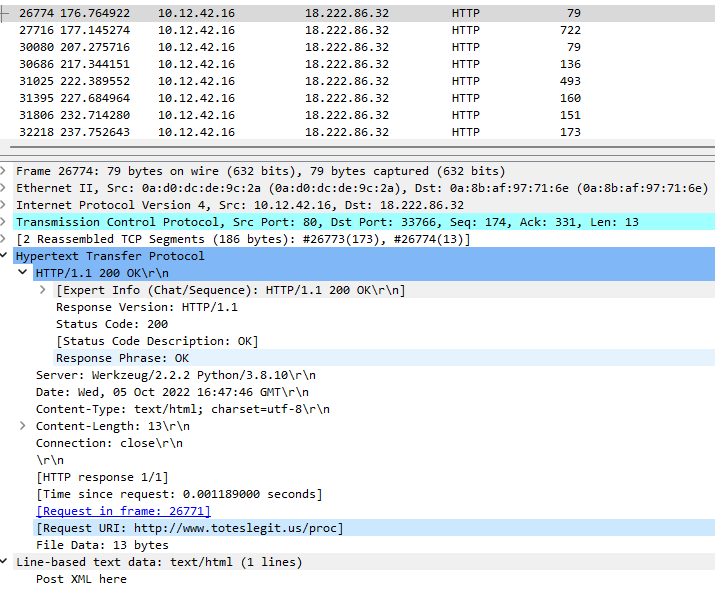 26774 176.764922 10.12.42.16 18.222.86.32 HTTP 79
27716 177.145274 10.12.42.16 18.222.86.32 HTTP 722
30080 207.275716 10.12.42.16 18.222.86.32 HTTP 79
30686 217.344151 10.12.42.16 18.222.86.32 HTTP 136
31025 222.389552 10.12.42.16 18.222.86.32 HTTP 493
31395 227.684964 10.12.42.16 18.222.86.32 HTTP 160
31806 232.714280 10.12.42.16 18.222.86.32 HTTP 151
32218 237.752643 10.12.42.16 18.222.86.32 HTTP 173
Frame 26774: 79 bytes on wire (632 bits), 79 bytes captured (632 bits)
Ethernet II, Src: 0a:d0:dc:de:9c:2a (0a:d0:dc:de:9c:2a), Dst: 0a:8b:af:97:71:6e (0a:8b:af:97:71:6e)
Internet Protocol Version 4, Src: 10.12.42.16, Dst: 18.222.86.32
Transmission Control Protocol, Src Port: 80, Dst Port: 33766, Seq: 174, Ack: 331, Len: 13
[2 Reassembled TCP Segments (186 bytes): #26773(173), #26774(13)]
Hypertext Transfer Protocol
HTTP/1.1 200 OK\r\n
[Expert Info (Chat/Sequence): HTTP/1.1 200 OK\r\n]
Response Version: HTTP/1.1
Status Code: 200
[Status Code Description: OK]
Response Phrase: OK
Server: Werkzeug/2.2.2 Python/3.8.10\r\n
Date: Wed, 05 Oct 2022 16:47:46 GMT\r\n
Content-Type: text/html; charset=utf-8\r\n
Content-Length: 13\r\n
Connection: close\r\n
\r\n
[HTTP response 1/1]
[Time since request: 0.001189000 seconds]
[Request in frame: 26771]
[Request URI: http://www.toteslegit.us/proc]
File Data: 13 bytes
Line-based text data: text/html (1 lines)
Post XML here